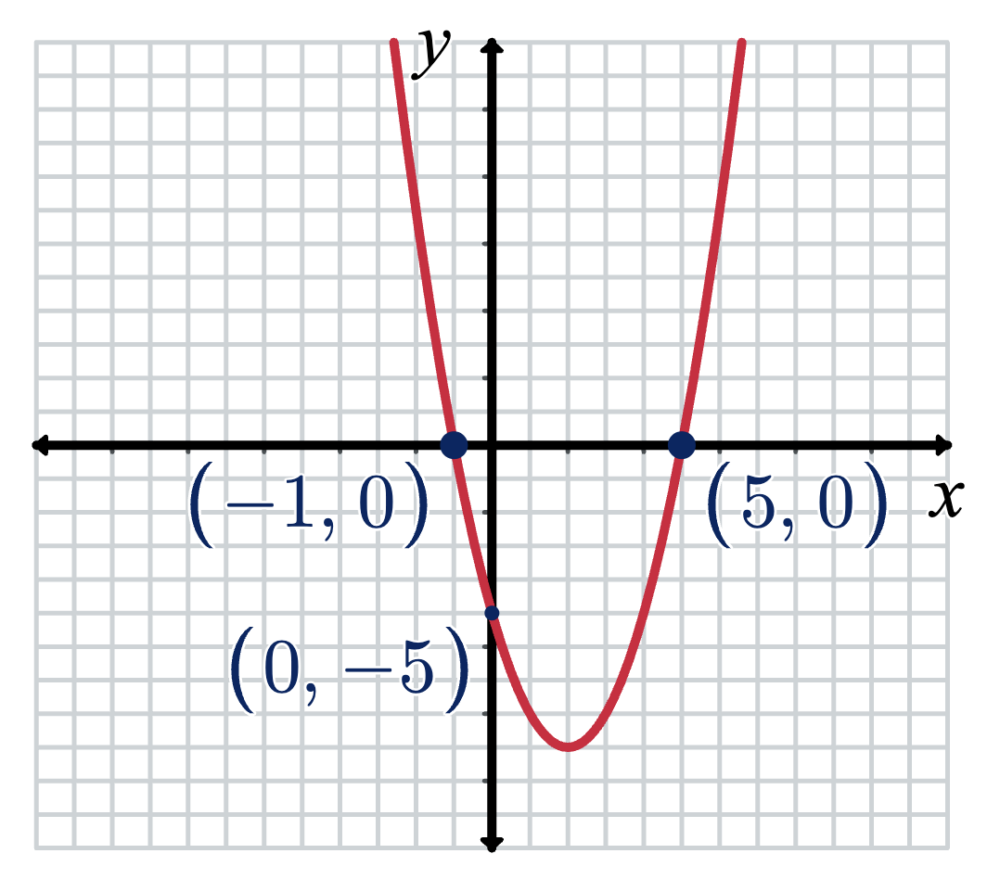 y
(−1, 0)
(5, 0)
x
(0, −5)